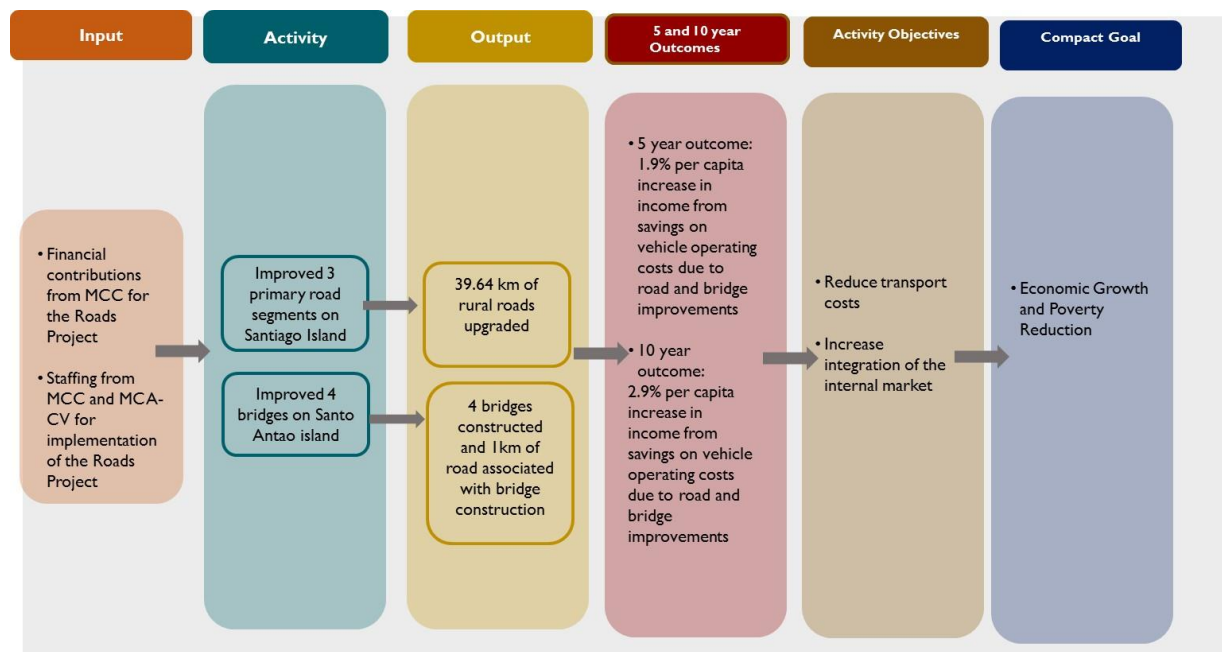 Input
Activity
Output
5 and 10 year
Outcomes
Activity Objectives
Compact Goal
• Financial
contributions
from MCC for
the Roads
Project
• Staffing from
MCC and MCA-
CV for
implementation
of the Roads
Project
Improved 3
primary road
segments on
Santiago Island
Improved 4
bridges on Santo
Antao island
39.64 km of
rural roads
upgraded
4 bridges
constructed
and 1km of
road associated
with bridge
construction
• 5 year outcome:
1.9% per capita
increase in
income from
savings on
vehicle operating
costs due to
road and bridge
improvements
• 10 year
outcome:
2.9% per capita
increase in
income from
savings on vehicle
operating costs
due to road and
bridge
improvements
• Reduce transport
costs
• Increase
integration of the
internal market
• Economic Growth
and Poverty
Reduction